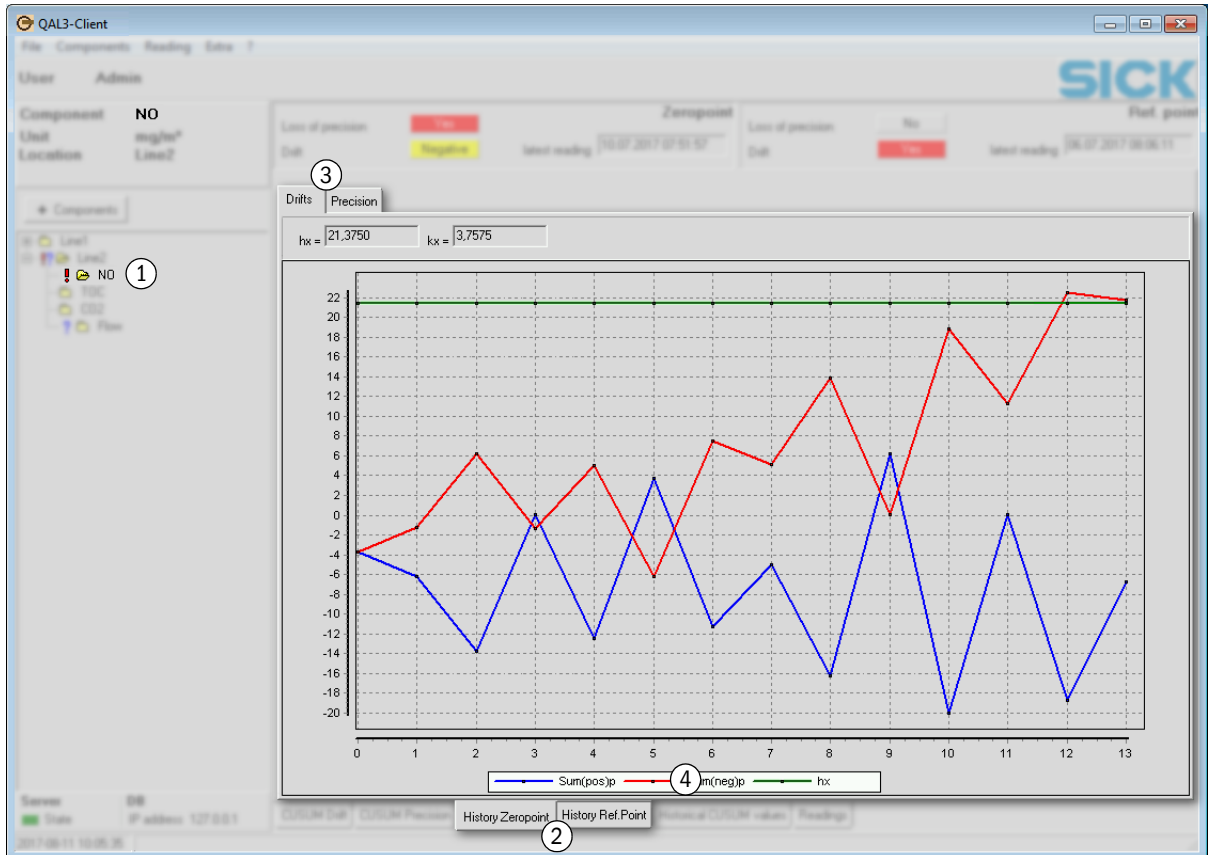 QAL3-Client
File Components Reading Extra ?
User Admin
SICK
Component NO
Unit mg/m³
Location Line2
Zeropoint
Loss of precision Yes
Drift Negative latest reading 10.07.2017 07:51:57
Ref. point
Loss of precision No
Drift Yes latest reading 06.07.2017 08:06:11
+ Components
Line1
Line2
NO 1
TOC
CO2
Flow
3
Drifts Precision
hx = 21,3750 kx = 3,7575
22
20
18
16
14
12
10
8
6
4
2
0
-2
-4
-6
-8
-10
-12
-14
-16
-18
-20
0 1 2 3 4 5 6 7 8 9 10 11 12 13
Sum(pos)p 4 m(neg)p hx
Server DB
State IP address: 127.0.0.1
CUSUM Drift CUSUM Precision History Zeropoint History Ref.Point Historical CUSUM values Readings
2
2017-08-11 10:05:35